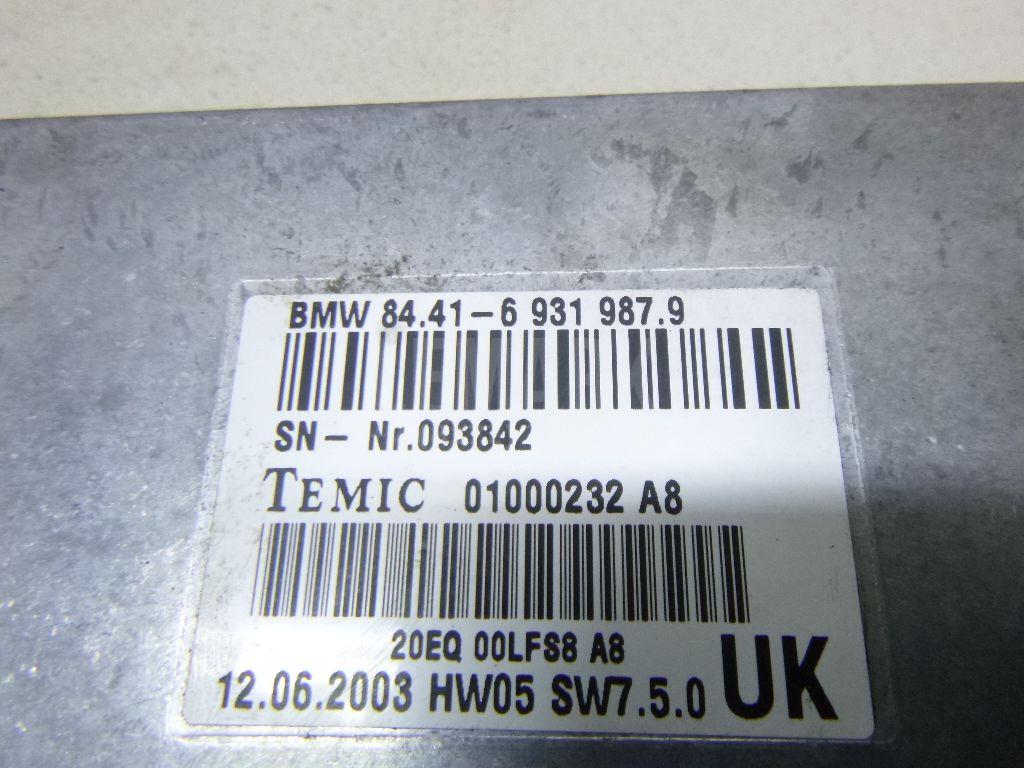 BMW 84.41-6 931 987.9
SN- Nr.093842
TEMIC 01000232 A8
20EQ 00LFS8 A8
12.06.2003 HW05 SW7.5.0 UK